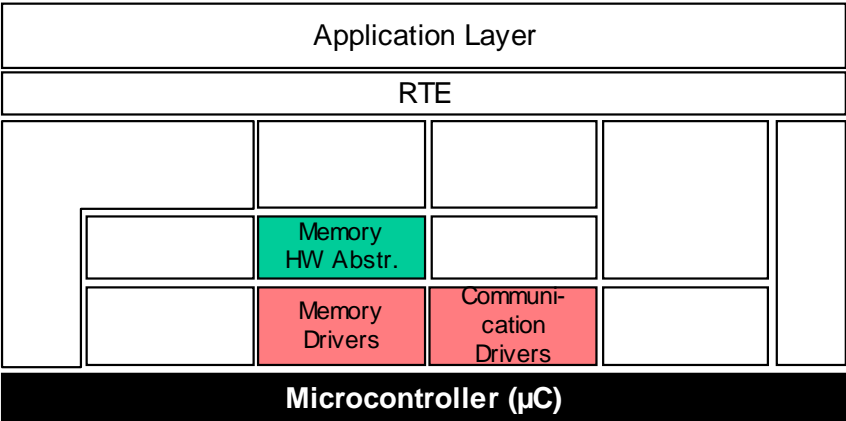 Application Layer
RTE
Memory
HW Abstr.
Memory
Drivers
Communi-
cation
Drivers
Microcontroller (µC)